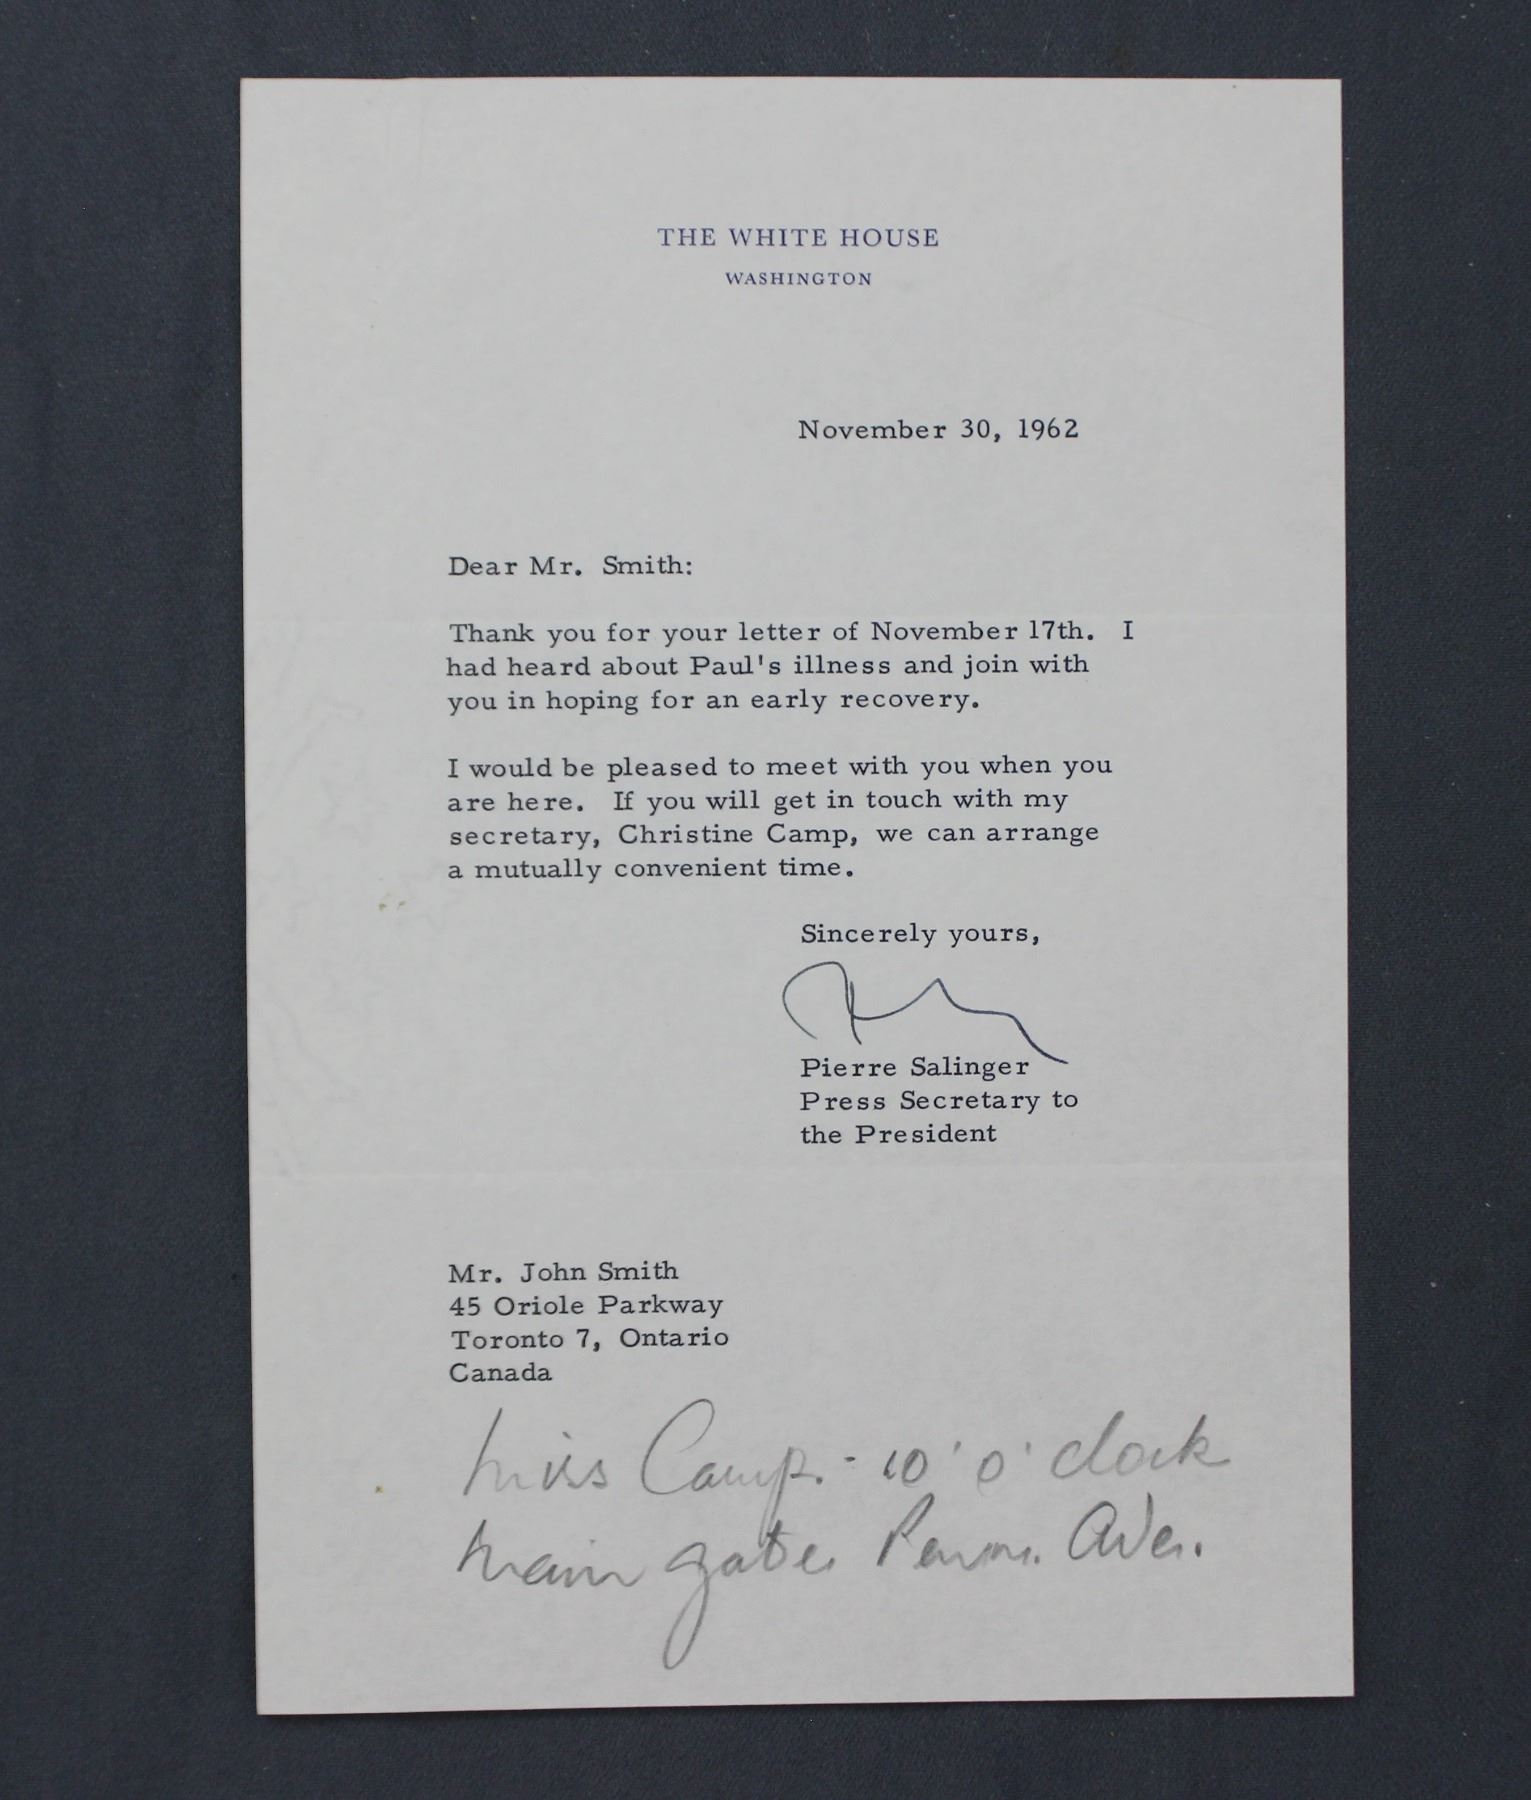 THE WHITE HOUSE
WASHINGTON
November 30, 1962
Dear Mr. Smith:
Thank you for your letter of November 17th. I
had heard about Paul's illness and join with
you in hoping for an early recovery.
I would be pleased to meet with you when you
are here. If you will get in touch with my
secretary, Christine Camp, we can arrange
a mutually convenient time.
Sincerely yours,
Pierre Salinger
Press Secretary to
the President
Mr. John Smith
45 Oriole Parkway
Toronto 7, Ontario
Canada
Miss Camp. - 10' o' clock
Main gate Penn. Ave.